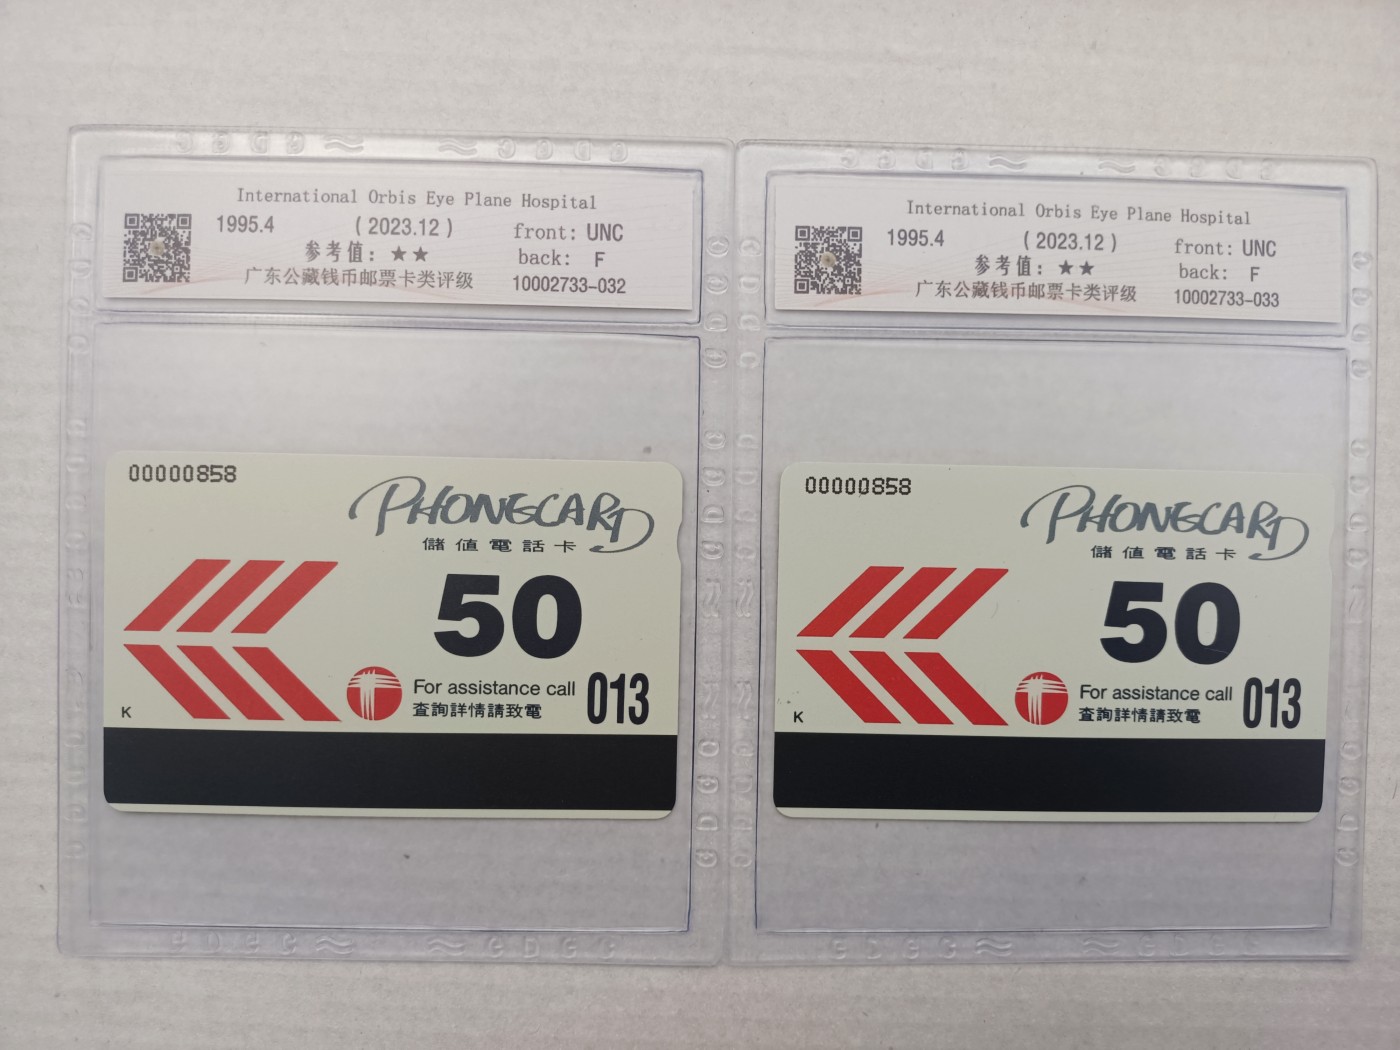 International Orbis Eye Plane Hospital
1995.4 (2023.12) front: UNC
参考值：★★ back: F
广东公藏钱币邮票卡类评级 10002733-032
00000858
PHONECARD
儲值電話卡
50
For assistance call 013
查詢詳情請致電
K
International Orbis Eye Plane Hospital
1995.4 (2023.12) front: UNC
参考值：★★ back: F
广东公藏钱币邮票卡类评级 10002733-033
00000858
PHONECARD
儲值電話卡
50
For assistance call 013
查詢詳情請致電
K